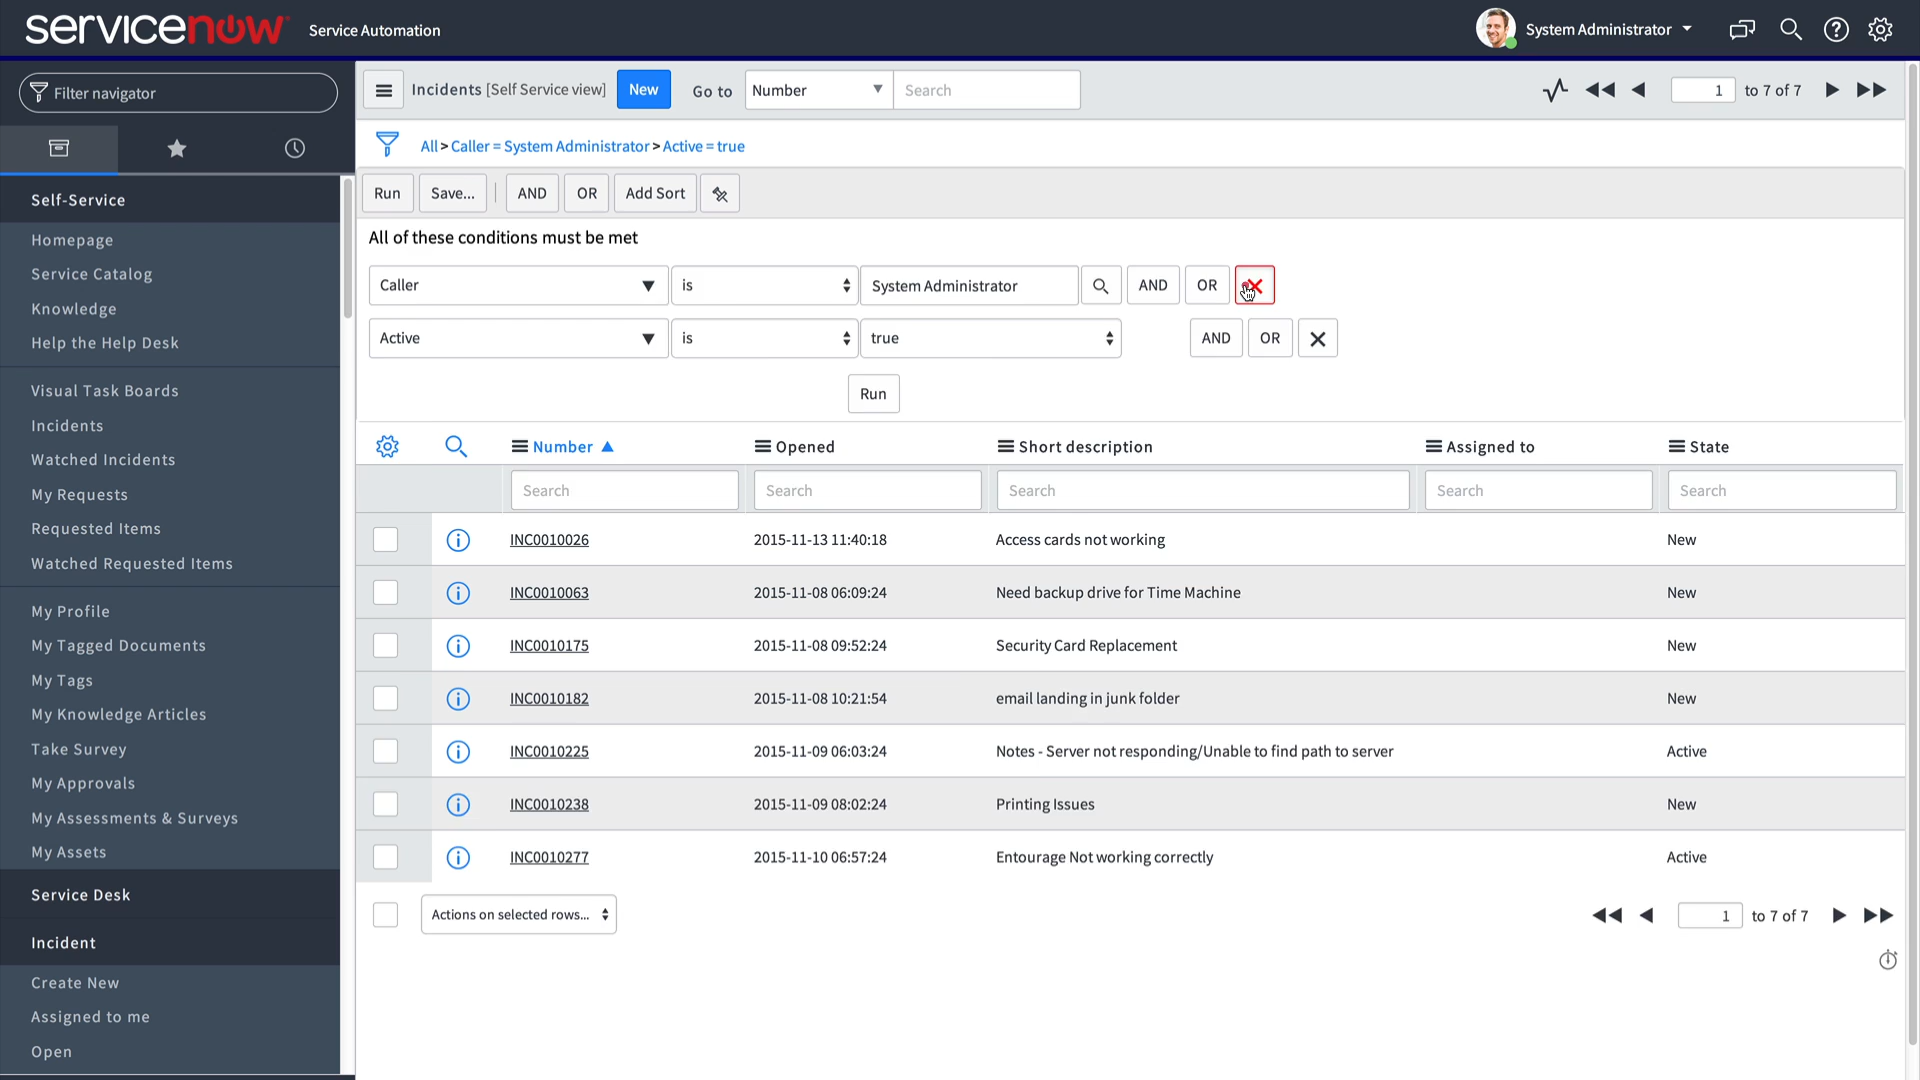 servicenow Service Automation System Administrator
Filter navigator
Self-Service
Homepage
Service Catalog
Knowledge
Help the Help Desk
Visual Task Boards
Incidents
Watched Incidents
My Requests
Requested Items
Watched Requested Items
My Profile
My Tagged Documents
My Tags
My Knowledge Articles
Take Survey
My Approvals
My Assessments & Surveys
My Assets
Service Desk
Incident
Create New
Assigned to me
Open
Incidents [Self Service view] New Go to Number Search 1 to 7 of 7
All > Caller = System Administrator > Active = true
Run Save... AND OR Add Sort
All of these conditions must be met
Caller is System Administrator AND OR
Active is true AND OR
Run
Number Opened Short description Assigned to State
Search Search Search Search Search
INC0010026 2015-11-13 11:40:18 Access cards not working New
INC0010063 2015-11-08 06:09:24 Need backup drive for Time Machine New
INC0010175 2015-11-08 09:52:24 Security Card Replacement New
INC0010182 2015-11-08 10:21:54 email landing in junk folder New
INC0010225 2015-11-09 06:03:24 Notes - Server not responding/Unable to find path to server Active
INC0010238 2015-11-09 08:02:24 Printing Issues New
INC0010277 2015-11-10 06:57:24 Entourage Not working correctly Active
Actions on selected rows... 1 to 7 of 7